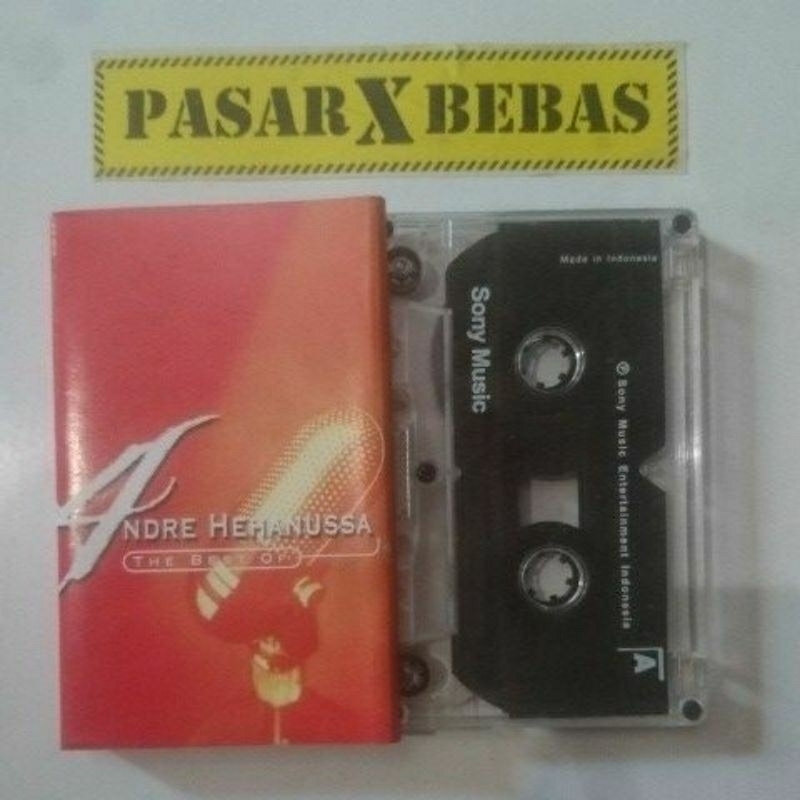 PASAR X BEBAS
ANDRE HEHANUSSA
THE BEST OF
Made in Indonesia
Sony Music
℗ Sony Music Entertainment Indonesia
A